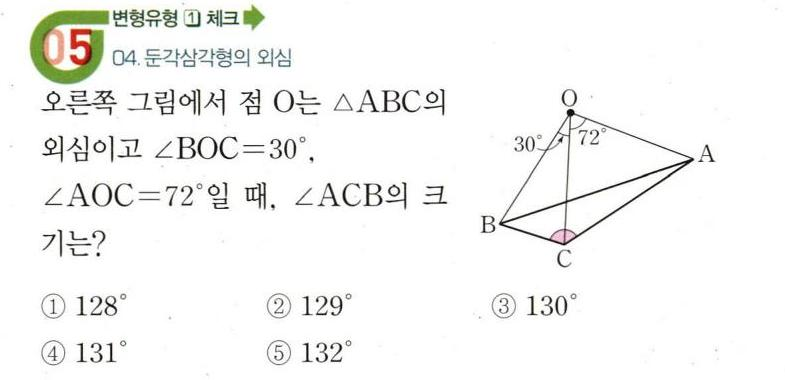 변형유형 1 체크
05
04. 둔각삼각형의 외심
오른쪽 그림에서 점 O는 △ABC의
외심이고 ∠BOC=30°,
∠AOC=72°일 때, ∠ACB의 크
기는?
O
30° 72°
A
B
C
① 128° ② 129° ③ 130°
④ 131° ⑤ 132°